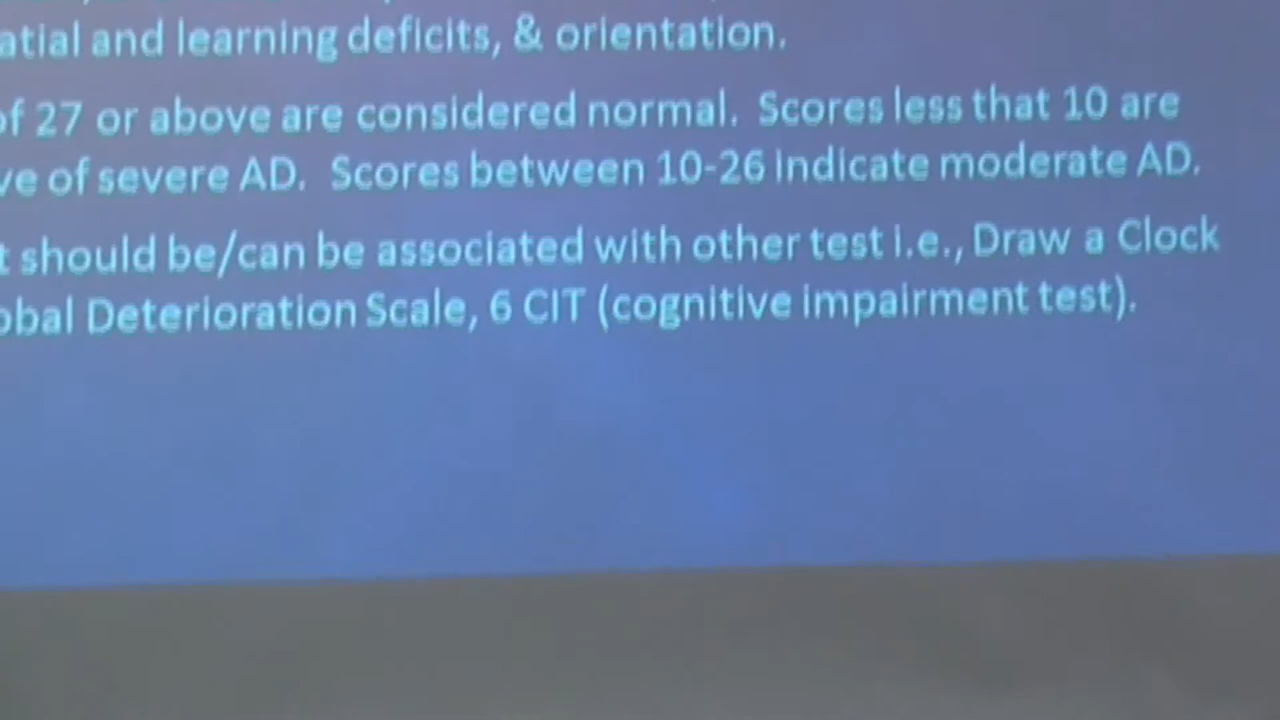 atial and learning deficits, & orientation.
of 27 or above are considered normal. Scores less that 10 are
ve of severe AD. Scores between 10-26 indicate moderate AD.
t should be/can be associated with other test i.e., Draw a Clock
obal Deterioration Scale, 6 CIT (cognitive impairment test).